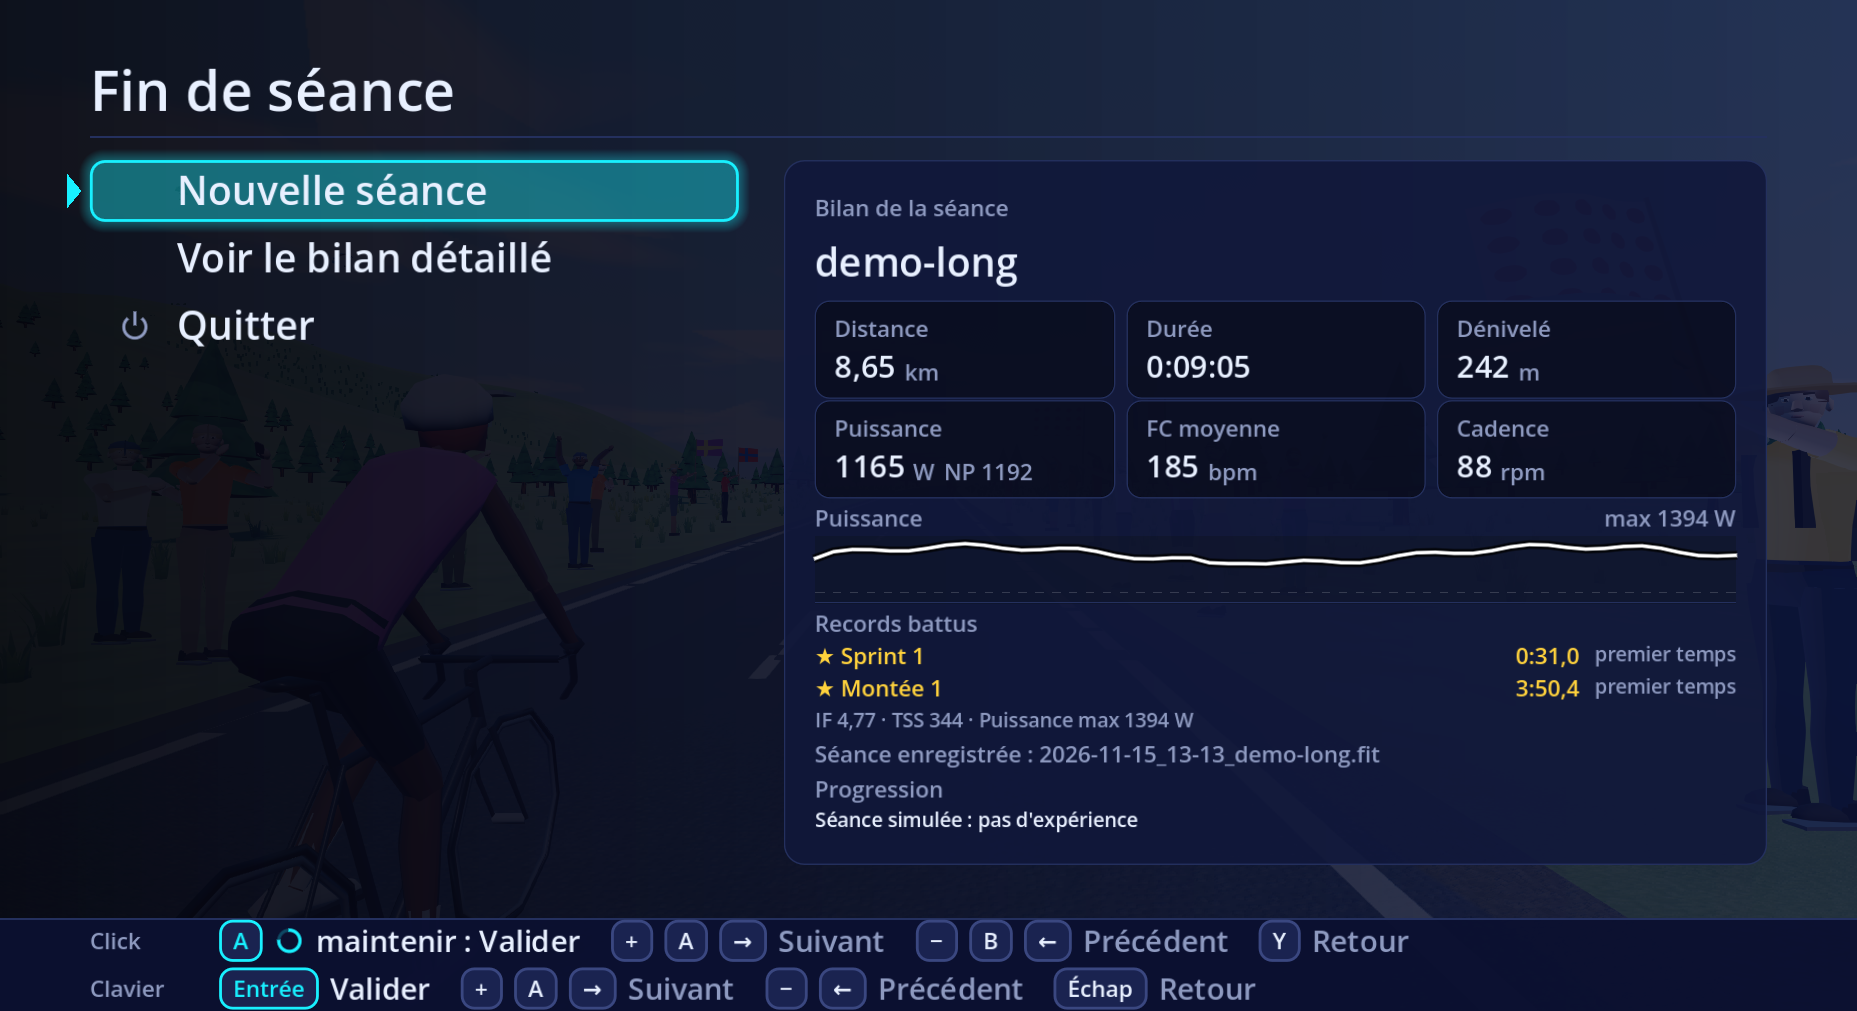 Fin de séance
Nouvelle séance
Voir le bilan détaillé
Quitter
Bilan de la séance
demo-long
Distance Durée Dénivelé
8,65 km 0:09:05 242 m
Puissance FC moyenne Cadence
1165 W NP 1192 185 bpm 88 rpm
Puissance max 1394 W
Records battus
★ Sprint 1 0:31,0 premier temps
★ Montée 1 3:50,4 premier temps
IF 4,77 · TSS 344 · Puissance max 1394 W
Séance enregistrée : 2026-11-15_13-13_demo-long.fit
Progression
Séance simulée : pas d'expérience
Click A maintenir : Valider + A → Suivant − B ← Précédent Y Retour
Clavier Entrée Valider + A → Suivant − ← Précédent Échap Retour